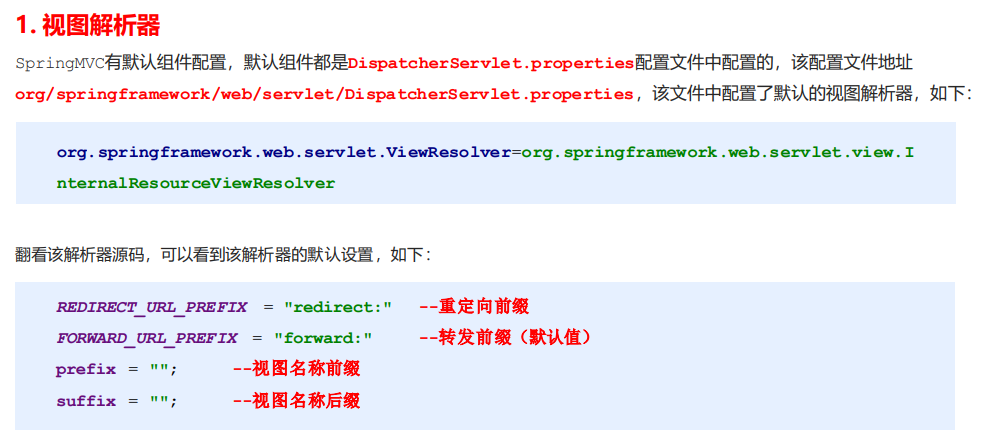 1. 视图解析器
SpringMVC有默认组件配置，默认组件都是DispatcherServlet.properties配置文件中配置的，该配置文件地址
org/springframework/web/servlet/DispatcherServlet.properties，该文件中配置了默认的视图解析器，如下：
org.springframework.web.servlet.ViewResolver=org.springframework.web.servlet.view.I
nternalResourceViewResolver
翻看该解析器源码，可以看到该解析器的默认设置，如下：
REDIRECT_URL_PREFIX = "redirect:" --重定向前缀
FORWARD_URL_PREFIX = "forward:" --转发前缀（默认值）
prefix = ""; --视图名称前缀
suffix = ""; --视图名称后缀